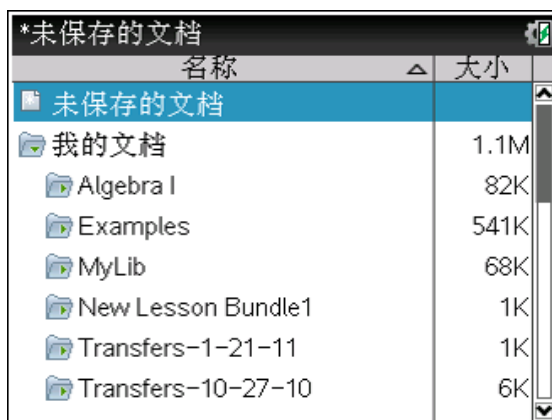 *未保存的文档
名称 大小
未保存的文档
我的文档 1.1M
Algebra I 82K
Examples 541K
MyLib 68K
New Lesson Bundle1 1K
Transfers-1-21-11 1K
Transfers-10-27-10 6K